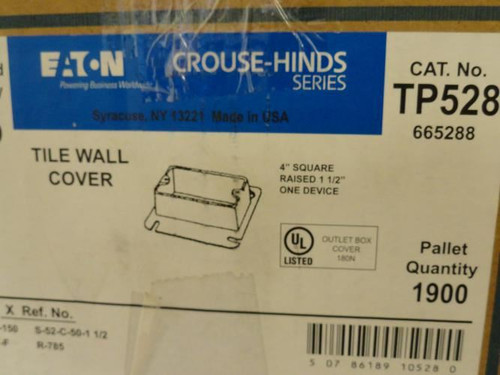 EATON
Powering Business Worldwide
CROUSE-HINDS
SERIES
Syracuse, NY 13221 Made in USA
CAT. No.
TP528
665288
TILE WALL
COVER
4" SQUARE
RAISED 1 1/2"
ONE DEVICE
UL
LISTED
OUTLET BOX
COVER
180N
Pallet
Quantity
1900
X Ref. No.
-150 S-52-C-50-1 1/2
-F R-785
5 07 86189 10528 0